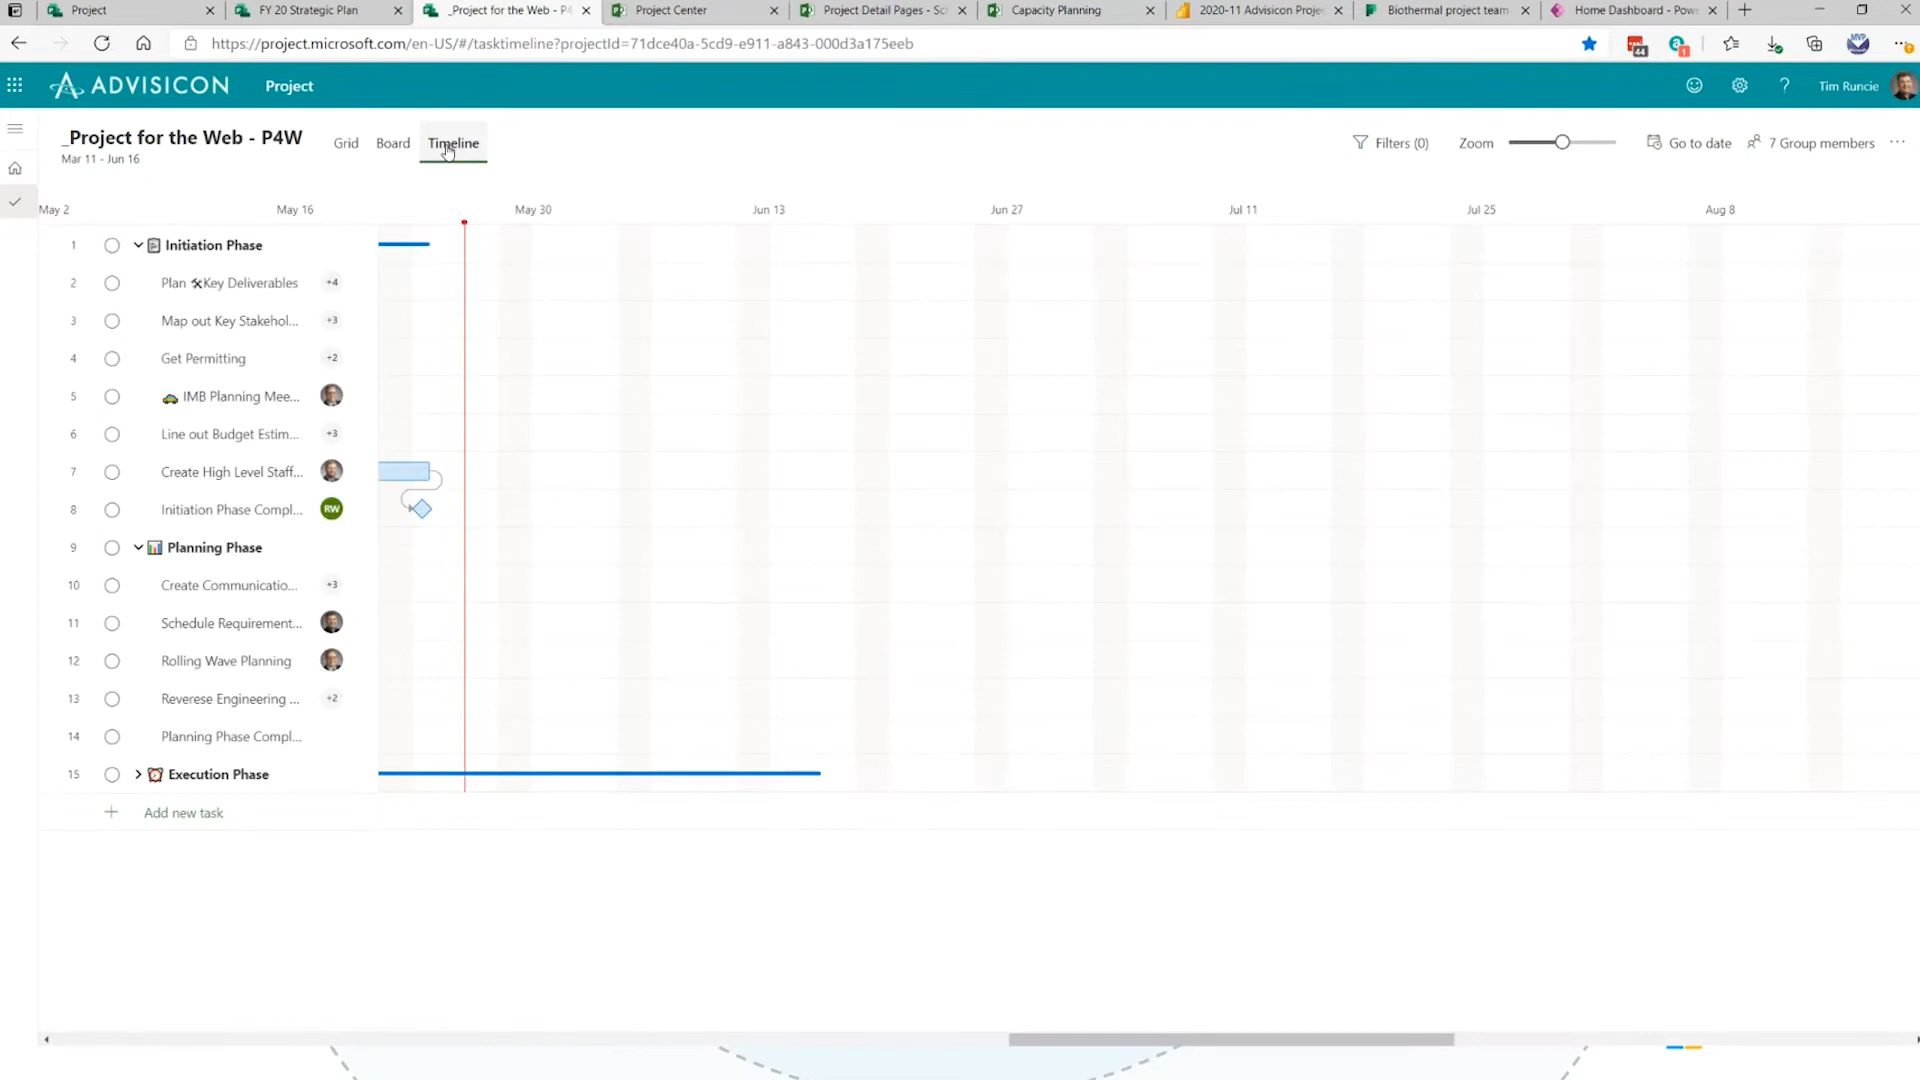 Project
FY 20 Strategic Plan
_Project for the Web - P4
Project Center
Project Detail Pages - Sc
Capacity Planning
2020-11 Advisicon Proje
Biothermal project team
Home Dashboard - Pow
https://project.microsoft.com/en-US/#/tasktimeline?projectId=71dce40a-5cd9-e911-a843-000d3a175eeb
44
1
MVP
ADVISICON
Project
?
Tim Runcie
_Project for the Web - P4W
Mar 11 - Jun 16
Grid
Board
Timeline
Filters (0)
Zoom
Go to date
7 Group members
May 2
May 16
May 30
Jun 13
Jun 27
Jul 11
Jul 25
Aug 8
1 Initiation Phase
2 Plan 🛠Key Deliverables +4
3 Map out Key Stakehol... +3
4 Get Permitting +2
5 IMB Planning Mee...
6 Line out Budget Estim... +3
7 Create High Level Staff...
8 Initiation Phase Compl... RW
9 Planning Phase
10 Create Communicatio... +3
11 Schedule Requirement...
12 Rolling Wave Planning
13 Reverese Engineering ... +2
14 Planning Phase Compl...
15 Execution Phase
Add new task